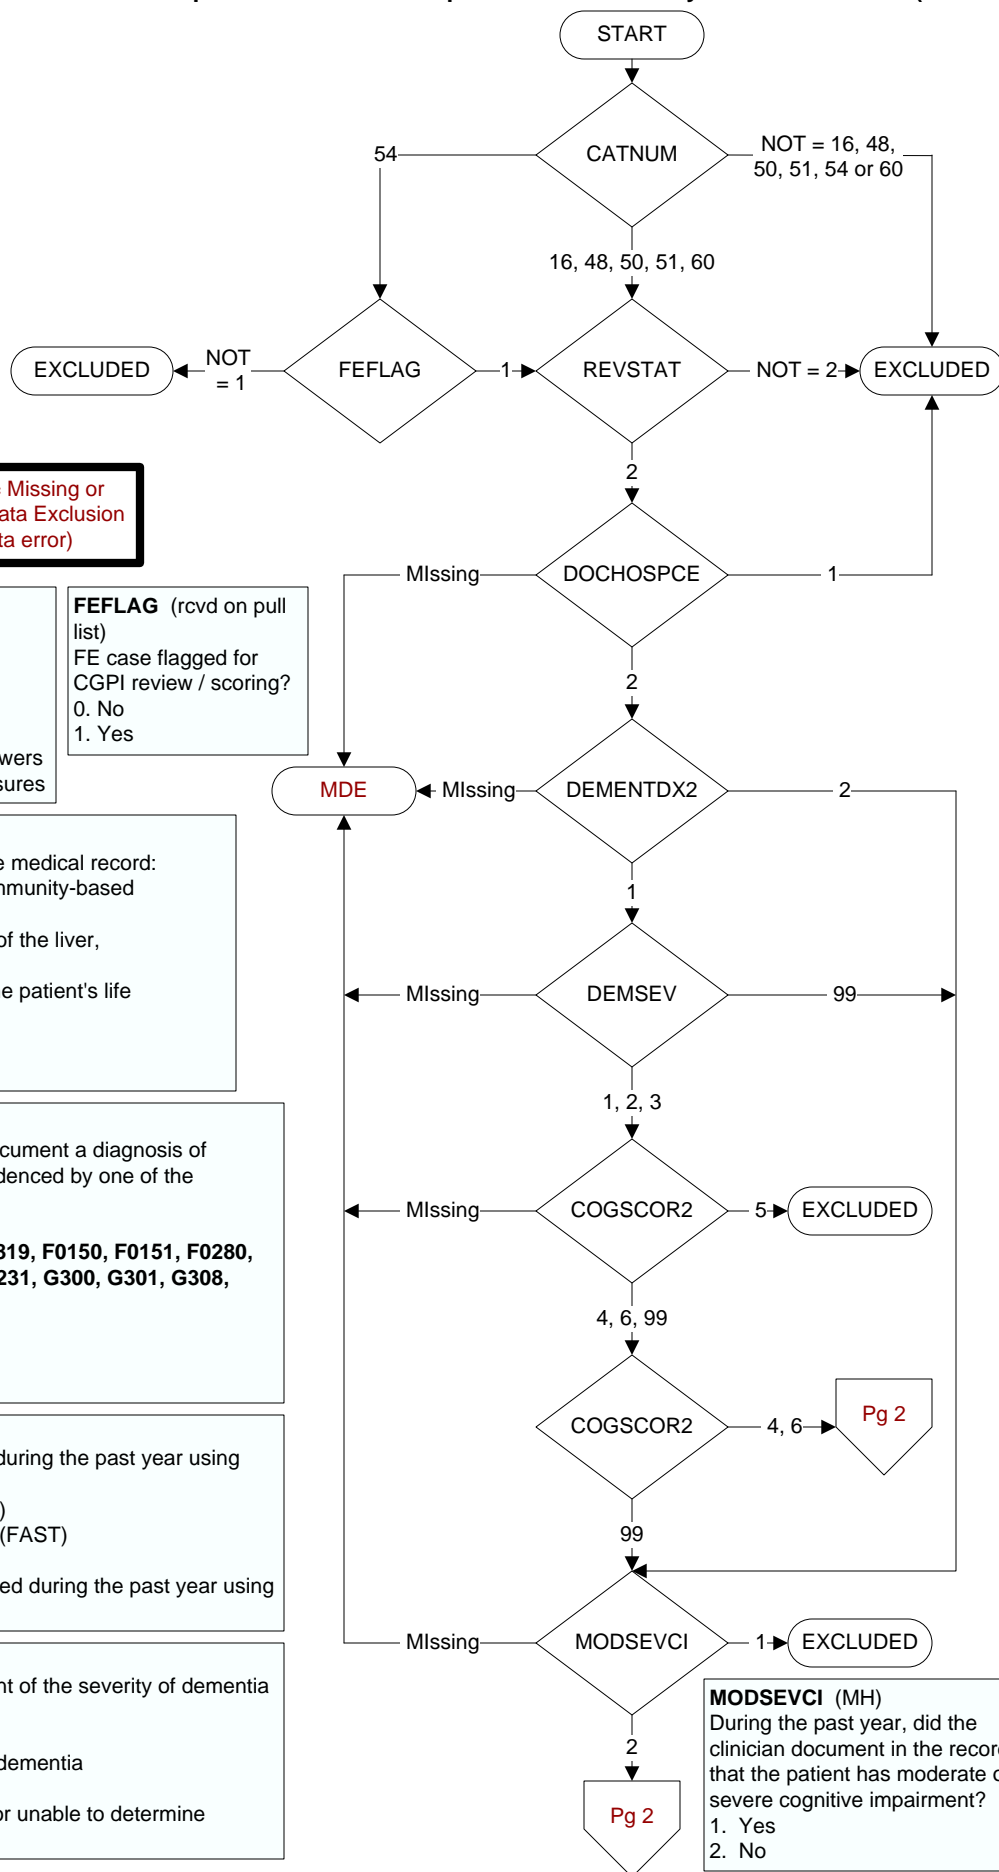 START
CATNUM
54
NOT = 16, 48,
50, 51, 54 or 60
16, 48, 50, 51, 60
EXCLUDED
NOT
= 1
FEFLAG
1
REVSTAT
NOT = 2
EXCLUDED
2
Missing or
ata Exclusion
ta error)
DOCHOSPCE
MIssing
1
FEFLAG (rcvd on pull
list)
FE case flagged for
CGPI review / scoring?
0. No
1. Yes
2
wers
sures
MDE
MIssing
DEMENTDX2
2
e medical record:
mmunity-based
of the liver,
e patient's life
1
MIssing
DEMSEV
99
1, 2, 3
cument a diagnosis of
idenced by one of the
319, F0150, F0151, F0280,
231, G300, G301, G308,
MIssing
COGSCOR2
5
EXCLUDED
4, 6, 99
COGSCOR2
4, 6
Pg 2
during the past year using
)
(FAST)
ed during the past year using
99
MIssing
MODSEVCI
1
EXCLUDED
nt of the severity of dementia
dementia
or unable to determine
2
Pg 2
MODSEVCI (MH)
During the past year, did the
clinician document in the recor
that the patient has moderate o
severe cognitive impairment?
1. Yes
2. No